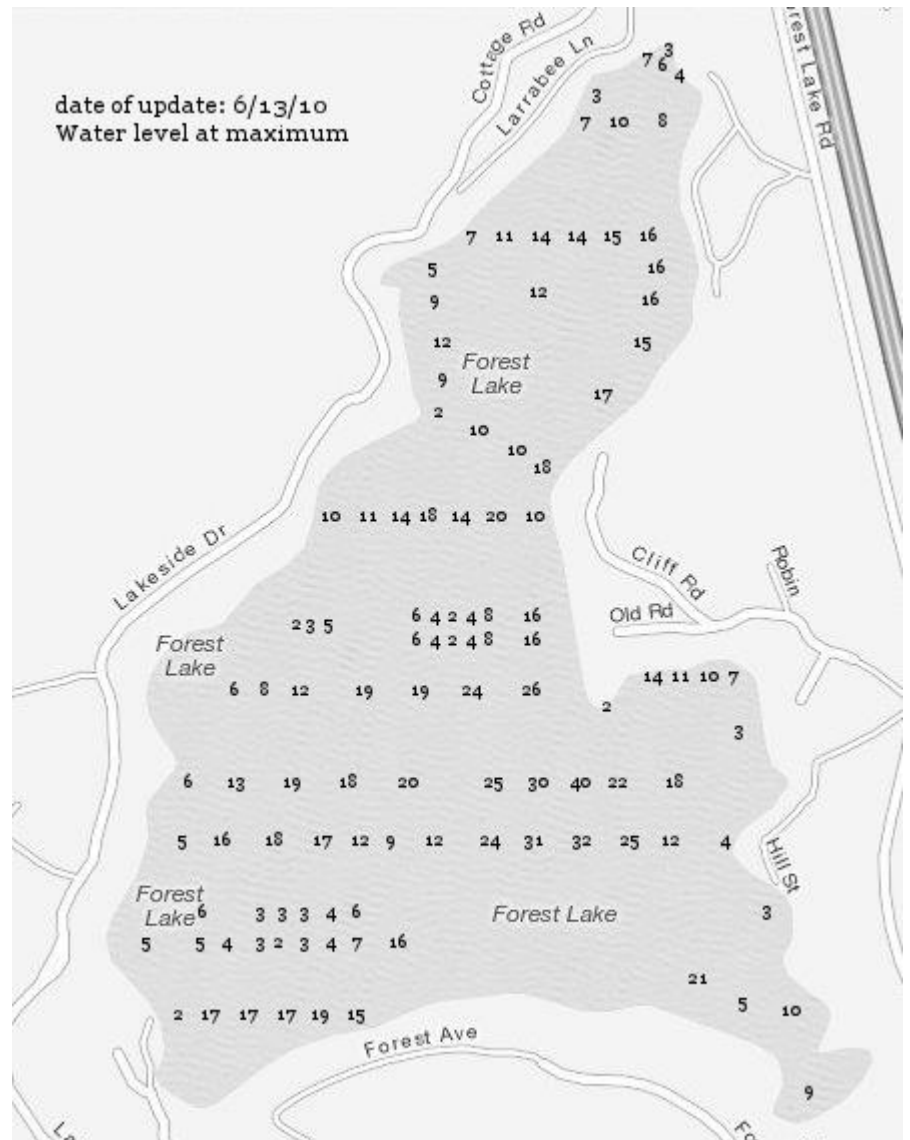 Cottage Rd
Larrabee Ln
rest Lake Rd
3
7 6
4
date of update: 6/13/10
Water level at maximum
3
7 10 8
7 11 14 14 15 16
5 16
12
9 16
12 15
Forest
Lake
9
17
2
10
10
18
10 11 14 18 14 20 10
Lakeside Dr
Cliff Rd
Robin
Old Rd
6 4 2 4 8 16
2 3 5
6 4 2 4 8 16
Forest
Lake
14 11 10 7
6 8 12 19 19 24 26
2
3
6 13 19 18 20 25 30 40 22 18
5 16 18 17 12 9 12 24 31 32 25 12 4
Hill St
Forest
Lake
6 3 3 3 4 6
Forest Lake
3
5 5 4 3 2 3 4 7 16
21
5 10
2 17 17 17 19 15
Forest Ave
9
La
Fo